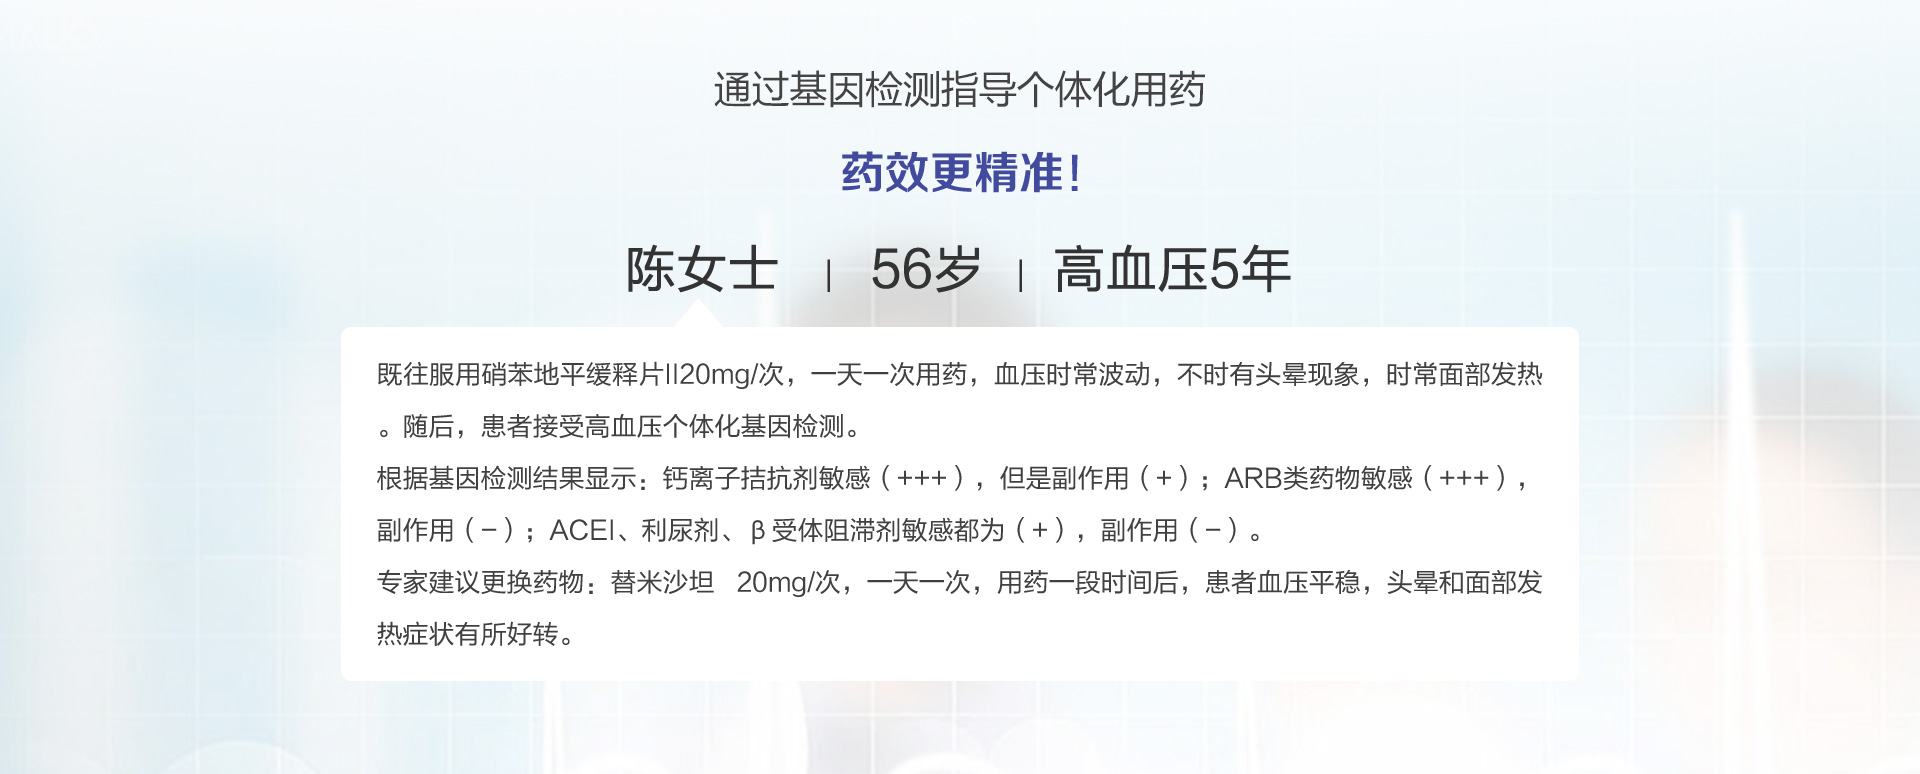 通过基因检测指导个体化用药
药效更精准！
陈女士 | 56岁 | 高血压5年
既往服用硝苯地平缓释片II20mg/次，一天一次用药，血压时常波动，不时有头晕现象，时常面部发热
。随后，患者接受高血压个体化基因检测。
根据基因检测结果显示：钙离子拮抗剂敏感（+++），但是副作用（+）；ARB类药物敏感（+++），
副作用（-）；ACEI、利尿剂、β受体阻滞剂敏感都为（+），副作用（-）。
专家建议更换药物：替米沙坦 20mg/次，一天一次，用药一段时间后，患者血压平稳，头晕和面部发
热症状有所好转。